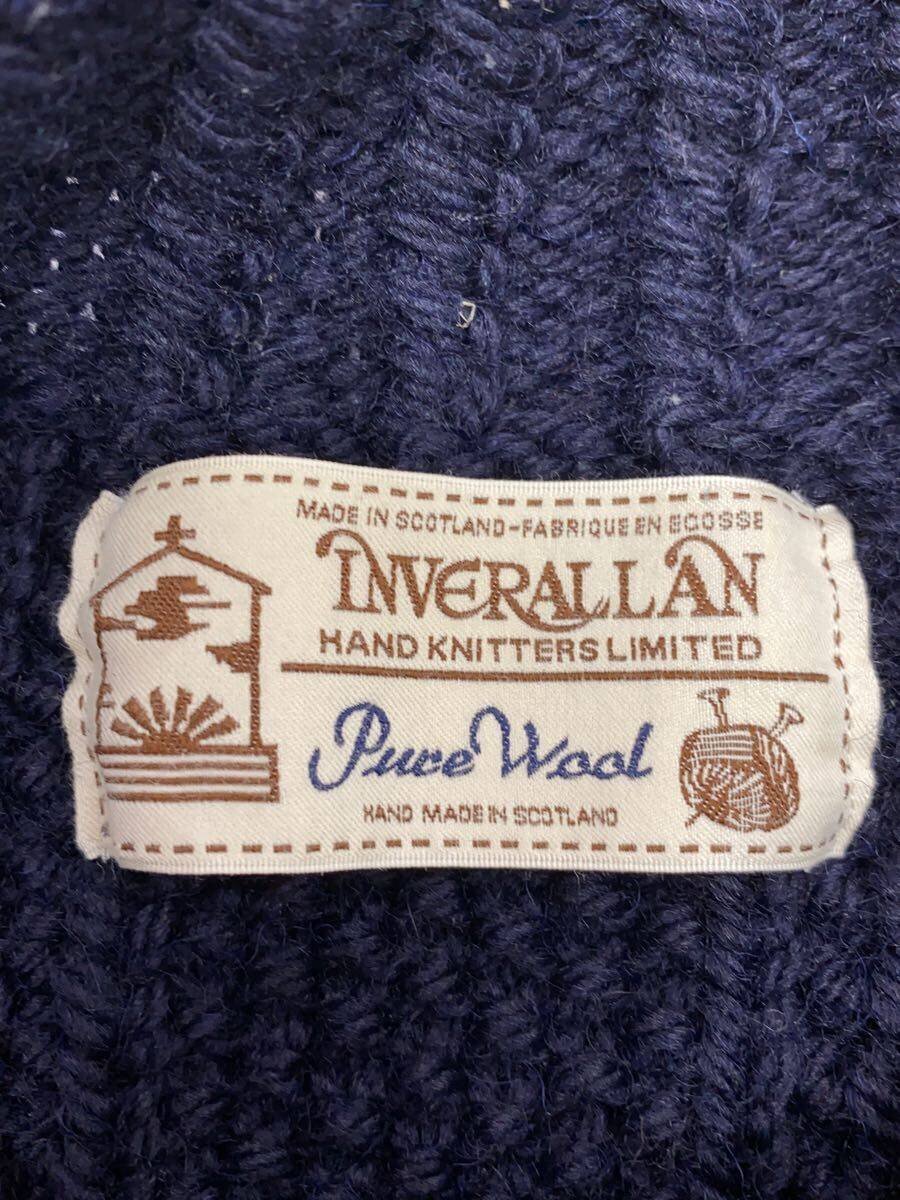 MADE IN SCOTLAND-FABRIQUE EN ECOSSE
INVERALLAN
HAND KNITTERS LIMITED
Pure Wool
HAND MADE IN SCOTLAND